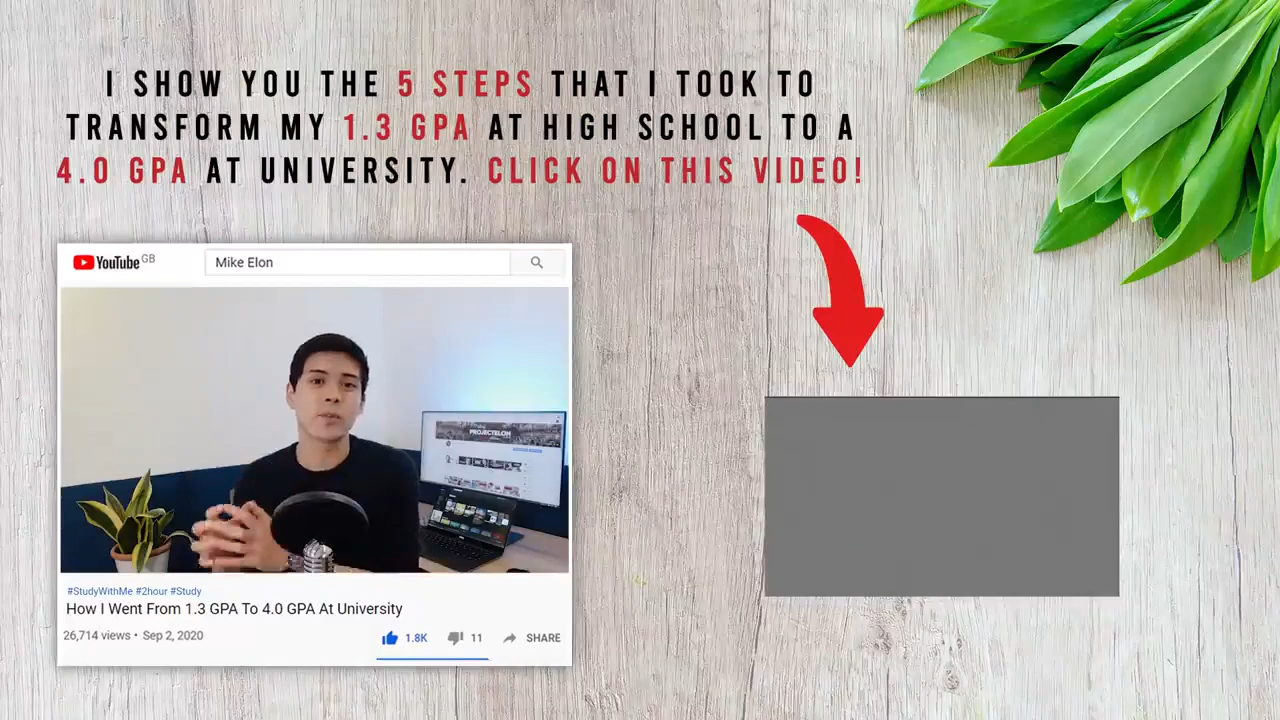 I SHOW YOU THE 5 STEPS THAT I TOOK TO
TRANSFORM MY 1.3 GPA AT HIGH SCHOOL TO A
4.0 GPA AT UNIVERSITY. CLICK ON THIS VIDEO!
YouTube GB
Mike Elon
PROJECTELON
#StudyWithMe #2hour #Study
How I Went From 1.3 GPA To 4.0 GPA At University
26,714 views • Sep 2, 2020
1.8K 11 SHARE